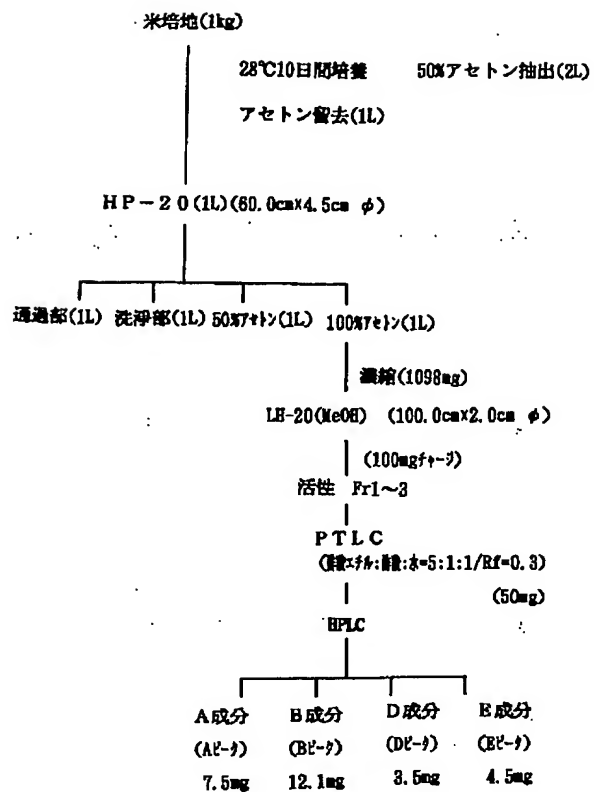 米培地(1kg)
28℃10日間培養 50%アセトン抽出(2L)
アセトン留去(1L)
HP-20(1L)(60.0cm×4.5cm φ)
通過部(1L) 洗浄部(1L) 50%アセトン(1L) 100%アセトン(1L)
濃縮(1098mg)
LH-20(MeOH) (100.0cm×2.0cm φ)
(100mgチャージ)
活性 Fr1~3
PTLC
(酢酸エチル:酢酸:水=5:1:1/Rf=0.3)
(50mg)
HPLC
A成分 B成分 D成分 E成分
(Aピーク) (Bピーク) (Dピーク) (Eピーク)
7.5mg 12.1mg 3.5mg 4.5mg